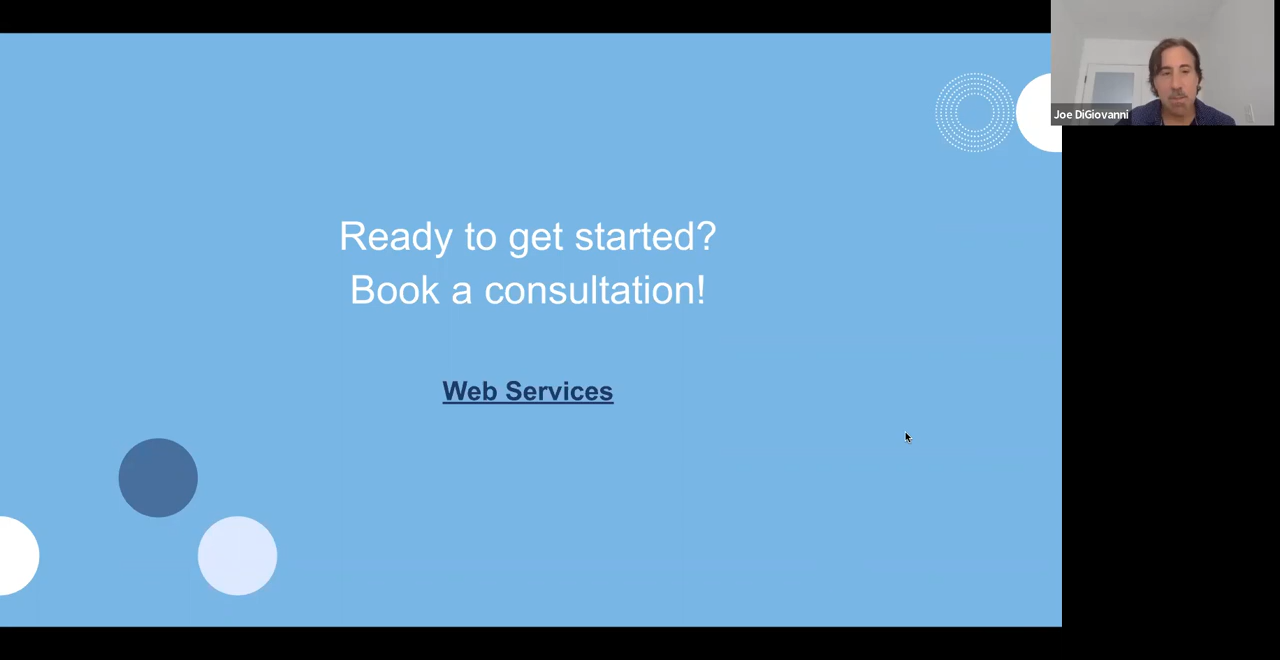 Ready to get started?
Book a consultation!
Web Services
Joe DiGiovanni